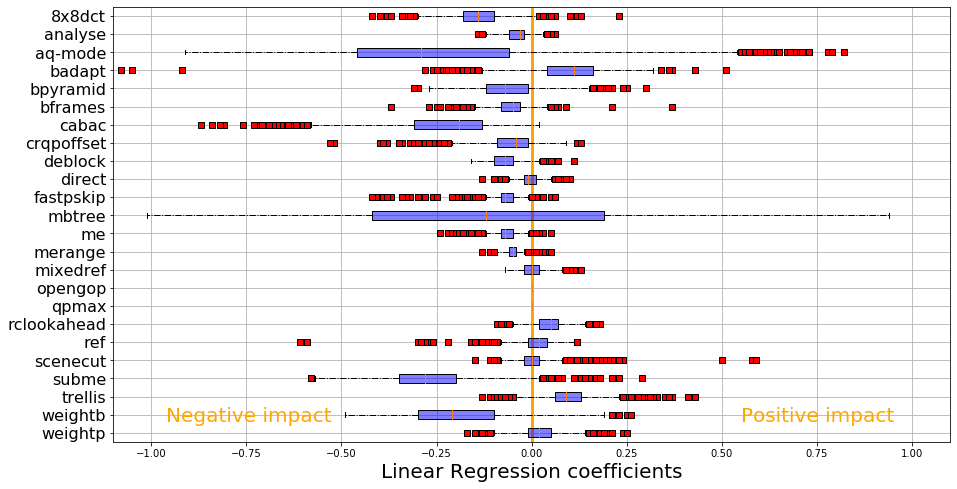 8x8dct
analyse
aq-mode
badapt
bpyramid
bframes
cabac
crqpoffset
deblock
direct
fastpskip
mbtree
me
merange
mixedref
opengop
qpmax
rclookahead
ref
scenecut
subme
trellis
weightb
weightp
Negative impact
Positive impact
−1.00 −0.75 −0.50 −0.25 0.00 0.25 0.50 0.75 1.00
Linear Regression coefficients